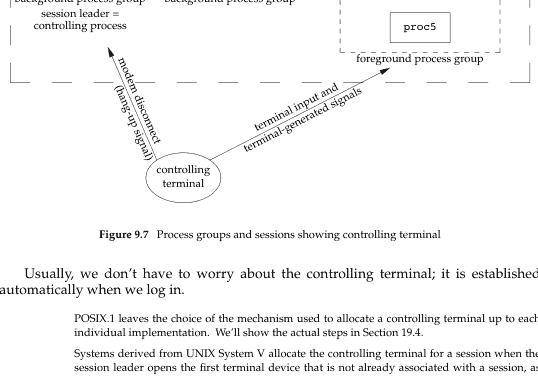 background process group
background process group
session leader =
controlling process
proc5
foreground process group
modem disconnect
(hang-up signal)
terminal input and
terminal-generated signals
controlling
terminal
Figure 9.7 Process groups and sessions showing controlling terminal
Usually, we don't have to worry about the controlling terminal; it is established
automatically when we log in.
POSIX.1 leaves the choice of the mechanism used to allocate a controlling terminal up to each
individual implementation. We'll show the actual steps in Section 19.4.
Systems derived from UNIX System V allocate the controlling terminal for a session when the
session leader opens the first terminal device that is not already associated with a session, as